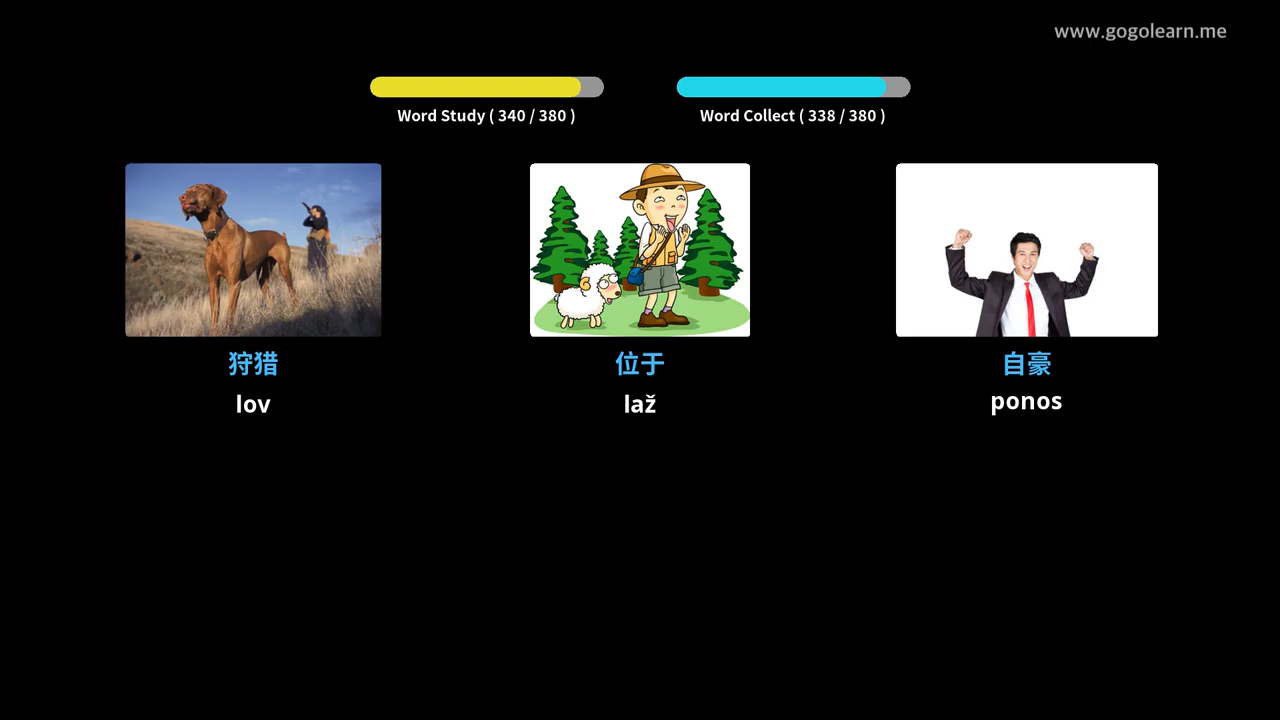 www.gogolearn.me
Word Study ( 340 / 380 )
Word Collect ( 338 / 380 )
狩猎
位于
自豪
lov
laž
ponos